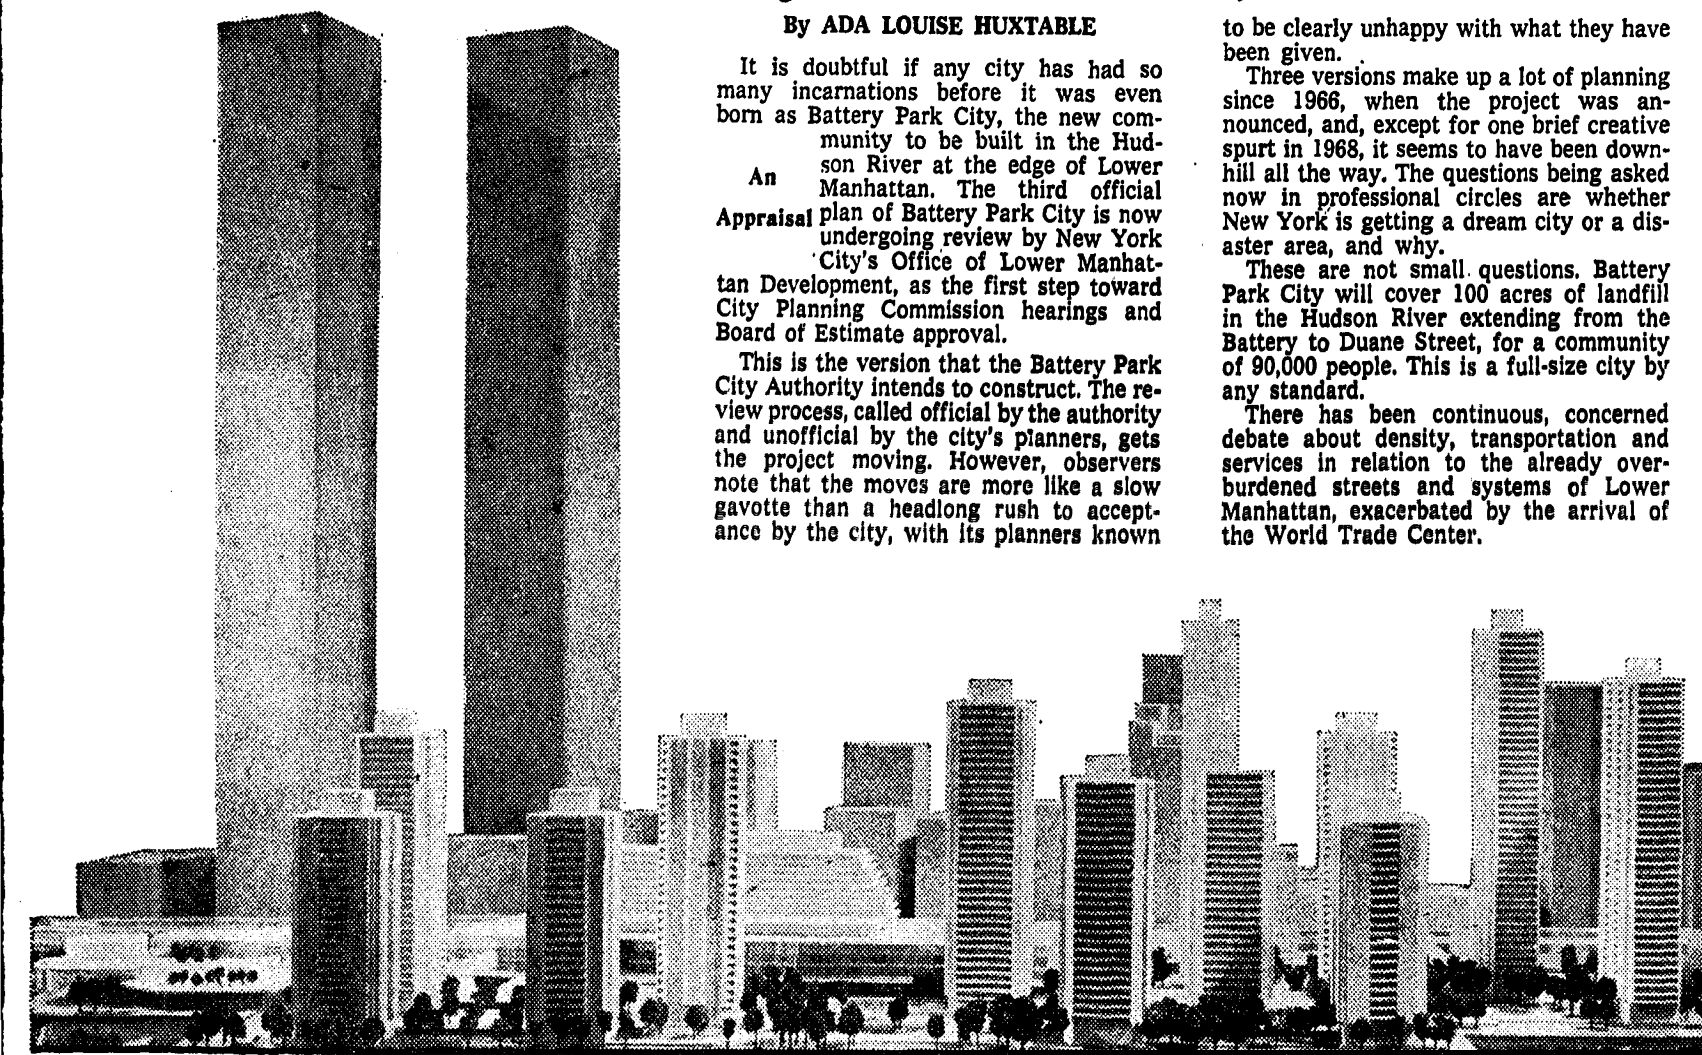 By ADA LOUISE HUXTABLE
It is doubtful if any city has had so
many incarnations before it was even
born as Battery Park City, the new com-
munity to be built in the Hud-
son River at the edge of Lower
An
Manhattan. The third official
Appraisal plan of Battery Park City is now
undergoing review by New York
City's Office of Lower Manhat-
tan Development, as the first step toward
City Planning Commission hearings and
Board of Estimate approval.
This is the version that the Battery Park
City Authority intends to construct. The re-
view process, called official by the authority
and unofficial by the city's planners, gets
the project moving. However, observers
note that the moves are more like a slow
gavotte than a headlong rush to accept-
ance by the city, with its planners known
to be clearly unhappy with what they have
been given.
Three versions make up a lot of planning
since 1966, when the project was an-
nounced, and, except for one brief creative
spurt in 1968, it seems to have been down-
hill all the way. The questions being asked
now in professional circles are whether
New York is getting a dream city or a dis-
aster area, and why.
These are not small questions. Battery
Park City will cover 100 acres of landfill
in the Hudson River extending from the
Battery to Duane Street, for a community
of 90,000 people. This is a full-size city by
any standard.
There has been continuous, concerned
debate about density, transportation and
services in relation to the already over-
burdened streets and systems of Lower
Manhattan, exacerbated by the arrival of
the World Trade Center.